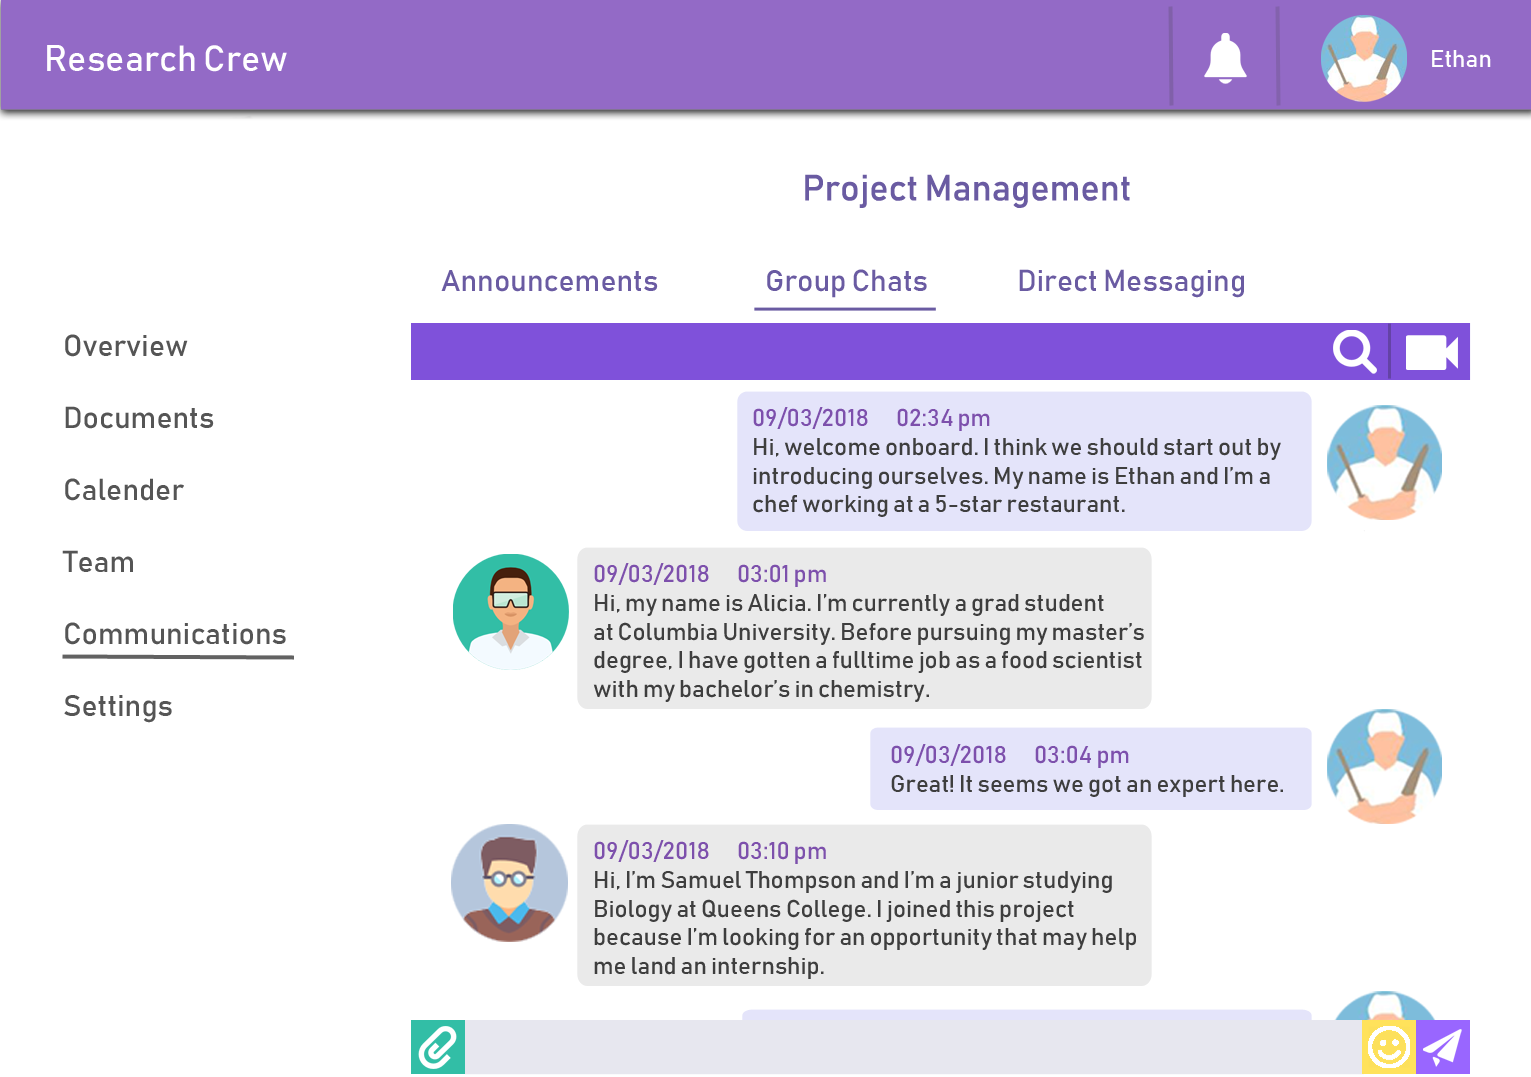 Research Crew
Ethan
Project Management
Announcements
Group Chats
Direct Messaging
Overview
Documents
Calender
Team
Communications
Settings
09/03/2018 02:34 pm
Hi, welcome onboard. I think we should start out by
introducing ourselves. My name is Ethan and I'm a
chef working at a 5-star restaurant.
09/03/2018 03:01 pm
Hi, my name is Alicia. I'm currently a grad student
at Columbia University. Before pursuing my master's
degree, I have gotten a fulltime job as a food scientist
with my bachelor's in chemistry.
09/03/2018 03:04 pm
Great! It seems we got an expert here.
09/03/2018 03:10 pm
Hi, I'm Samuel Thompson and I'm a junior studying
Biology at Queens College. I joined this project
because I'm looking for an opportunity that may help
me land an internship.